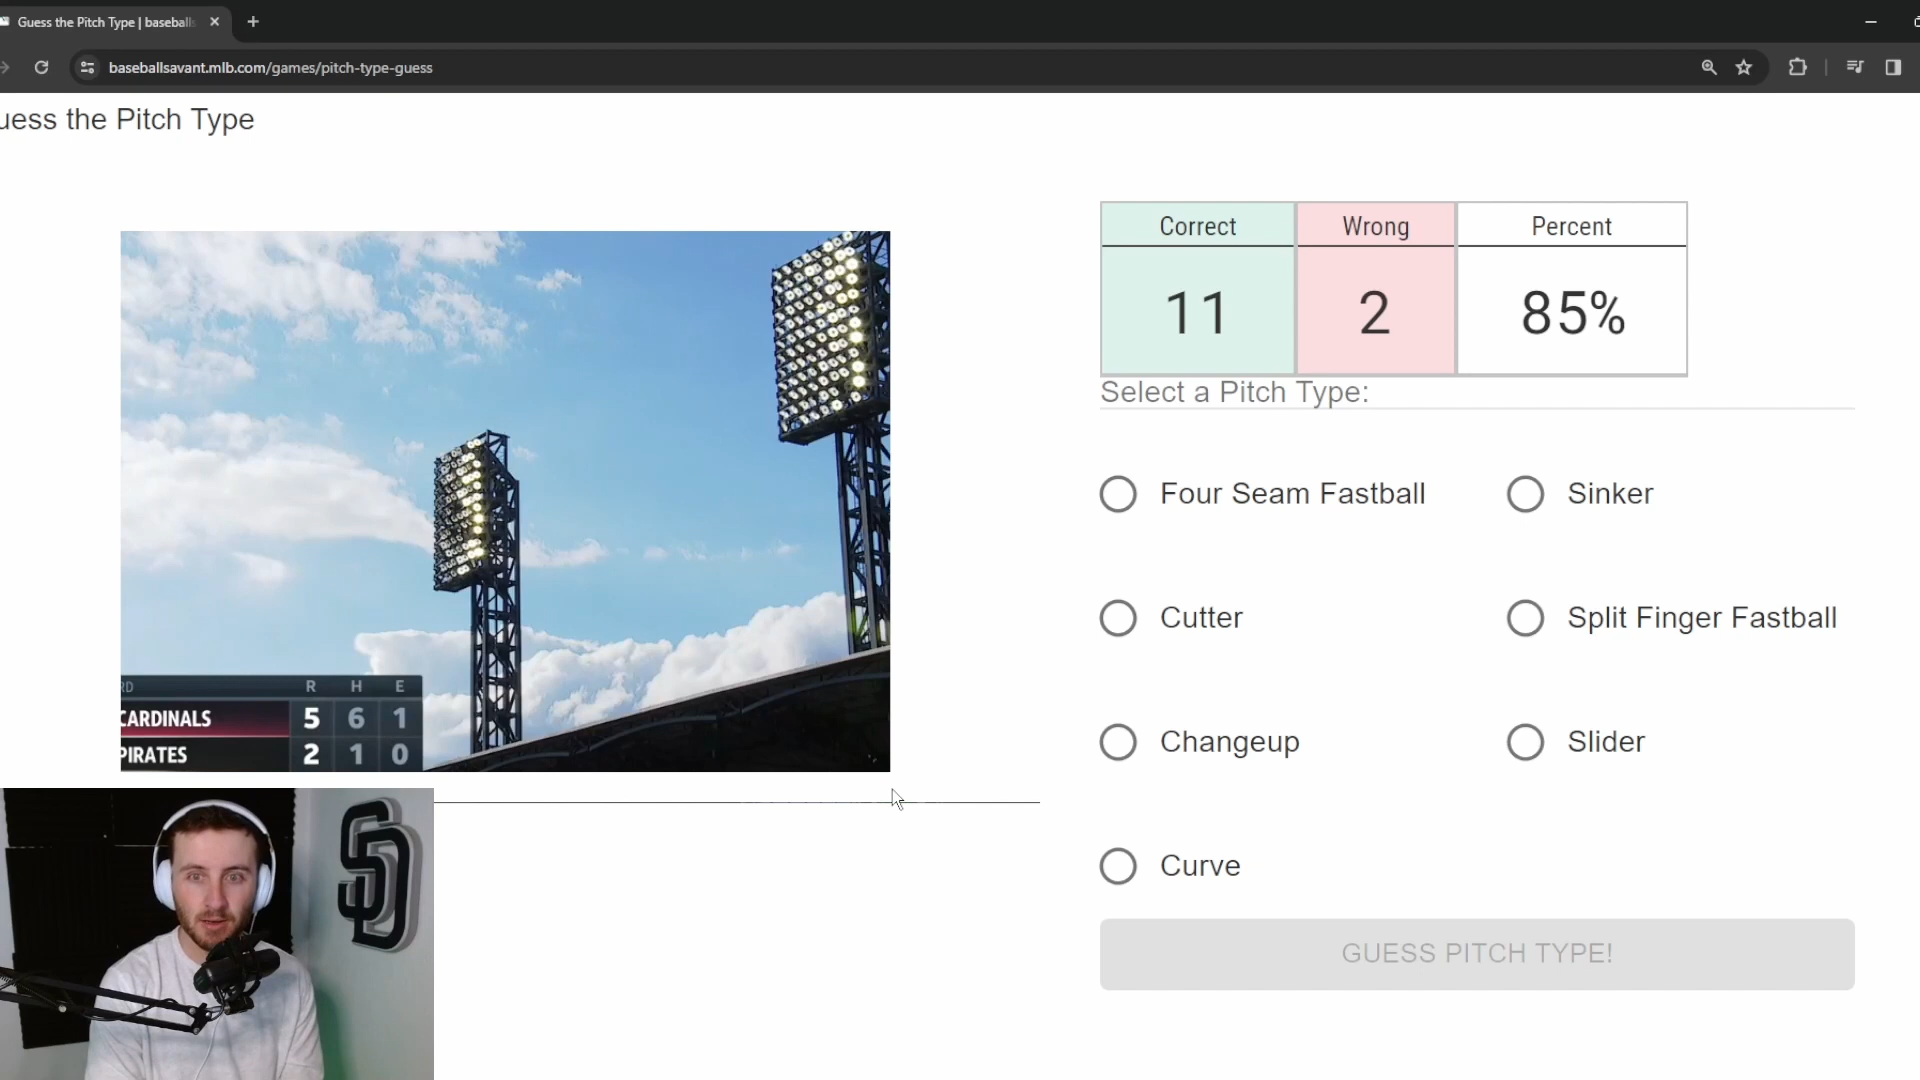 Guess the Pitch Type | baseball
baseballsavant.mlb.com/games/pitch-type-guess
uess the Pitch Type
Correct Wrong Percent
11 2 85%
Select a Pitch Type:
Four Seam Fastball Sinker
Cutter Split Finger Fastball
Changeup Slider
Curve
GUESS PITCH TYPE!
RD R H E
CARDINALS 5 6 1
PIRATES 2 1 0
SD